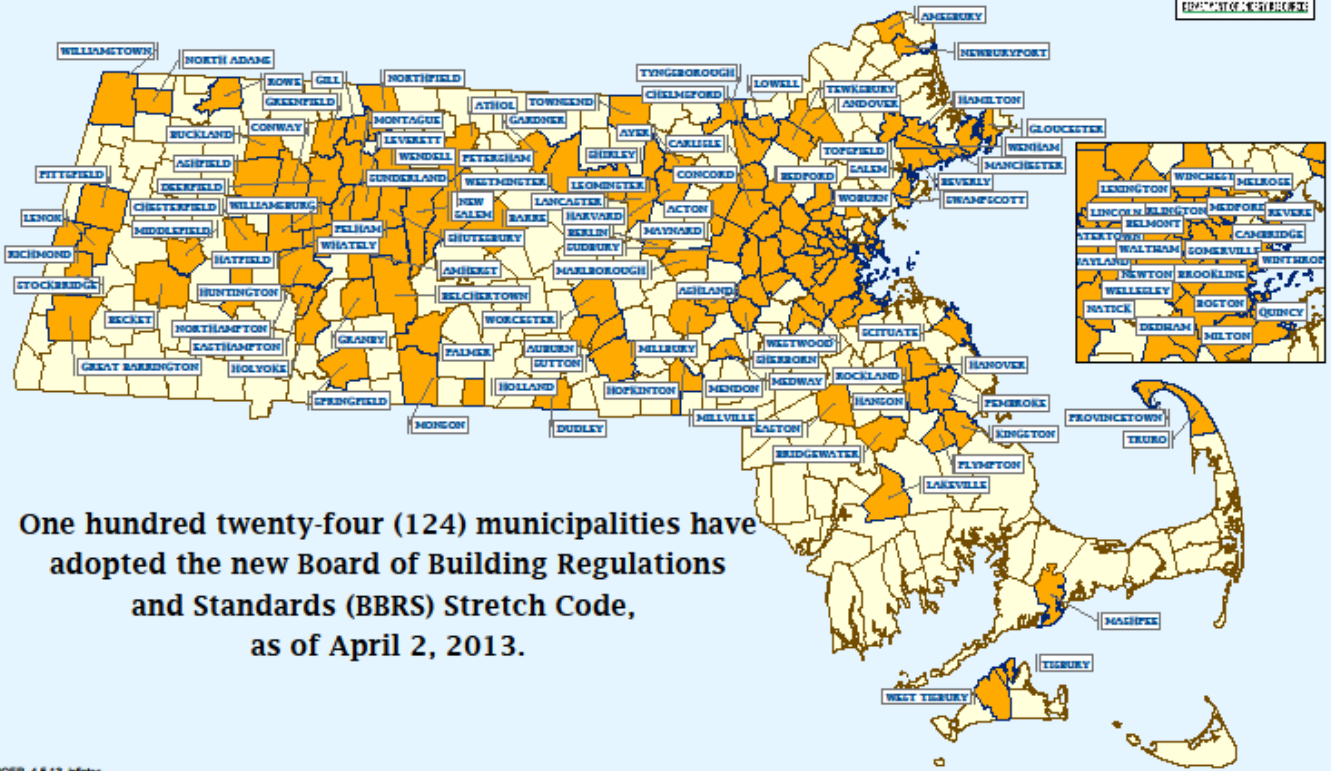 DEPARTMENT OF ENERGY RESOURCES
AMESBURY
WILLIAMSTOWN
NEWBURYPORT
NORTH ADAMS
TYNGSBOROUGH
ROWE
GILL
NORTHFIELD
LOWELL
TEWKSBURY
CHELMSFORD
GREENFIELD
ATHOL
TOWNSEND
ANDOVER
HAMILTON
MONTAGUE
GARDNER
BUCKLAND
CONWAY
AYER
GLOUCESTER
LEVERETT
CARLISLE
WENHAM
WENDELL
PETERSHAM
SHIRLEY
TOPSFIELD
ASHFIELD
SALEM
MANCHESTER
PITTSFIELD
SUNDERLAND
WESTMINSTER
LEOMINSTER
CONCORD
BEDFORD
BEVERLY
DEERFIELD
WOBURN
SWAMPSCOTT
CHESTERFIELD
WILLIAMSBURG
NEW
SALEM
LANCASTER
BARRE
HARVARD
ACTON
LENOX
MIDDLEFIELD
PELHAM
BERLIN
MAYNARD
WHATELY
SHUTESBURY
SUDBURY
RICHMOND
HATFIELD
AMHERST
MARLBOROUGH
STOCKBRIDGE
HUNTINGTON
BELCHERTOWN
ASHLAND
BECKET
NORTHAMPTON
WORCESTER
SCITUATE
EASTHAMPTON
GRANBY
PALMER
AUBURN
MILLBURY
WESTWOOD
SHERBORN
GREAT BARRINGTON
HOLYOKE
SUTTON
HANOVER
HOLLAND
HOPKINTON
MENDON
MEDWAY
ROCKLAND
SPRINGFIELD
HANSON
PEMBROKE
MONSON
DUDLEY
MILLVILLE
EASTON
KINGSTON
BRIDGEWATER
PLYMPTON
LAKEVILLE
WINCHEST
MELROSE
LEXINGTON
LINCOLN
RLINGTON
MEDFORD
REVERE
BELMONT
ATERTOWN
CAMBRIDGE
WALTHAM
SOMERVILLE
WAYLAND
WINTHROP
NEWTON
BROOKLINE
WELLESLEY
NATICK
BOSTON
QUINCY
DEDHAM
MILTON
PROVINCETOWN
TRURO
One hundred twenty-four (124) municipalities have
adopted the new Board of Building Regulations
and Standards (BBRS) Stretch Code,
as of April 2, 2013.
MASHPEE
TISBURY
WEST TISBURY